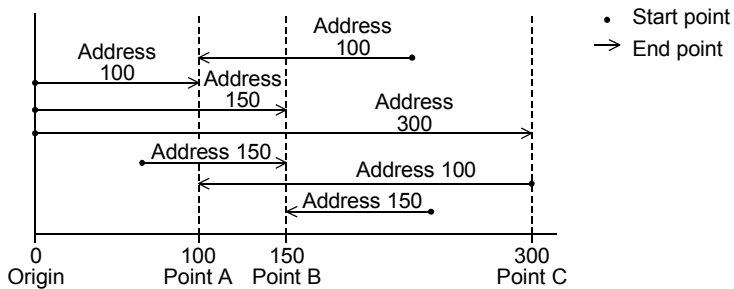 Start point
End point
Address
100
Address
100
Address
150
Address
300
Address 150
Address 100
Address 150
0
100
150
300
Origin
Point A
Point B
Point C